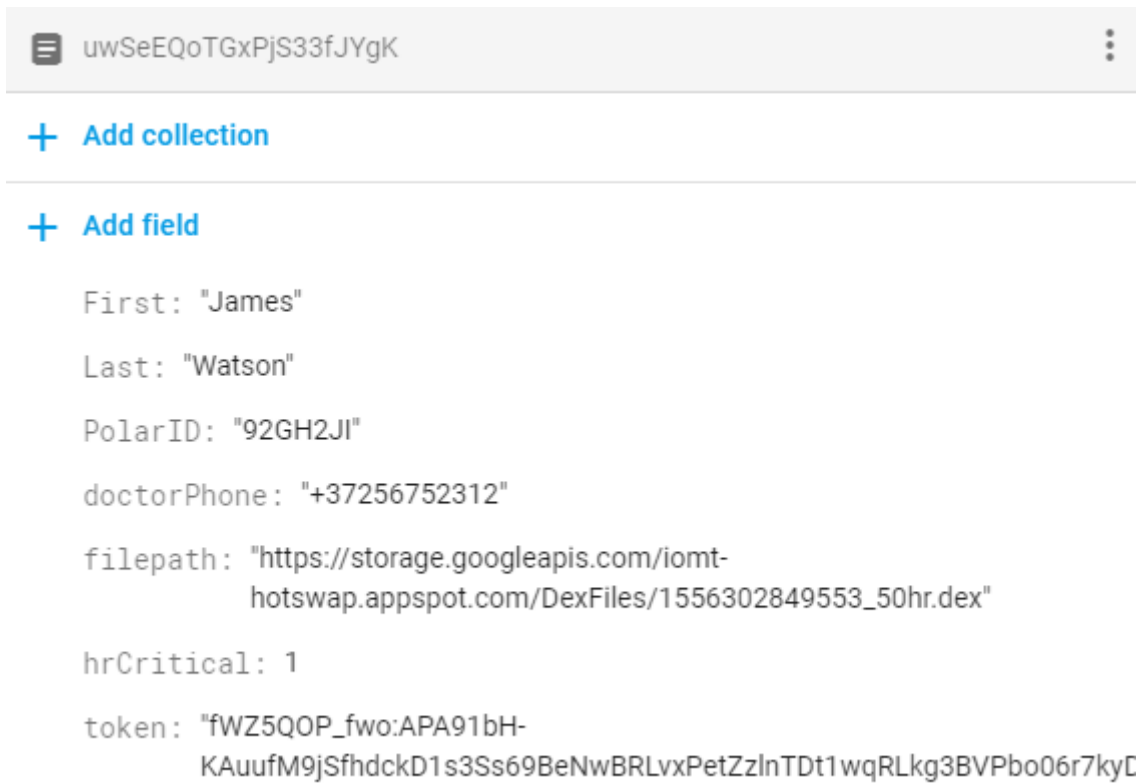 uwSeEQoTGxPjS33fJYgK
Add collection
Add field
First: "James"
Last: "Watson"
PolarID: "92GH2JI"
doctorPhone: "+37256752312"
filepath: "https://storage.googleapis.com/iomt-
hotswap.appspot.com/DexFiles/1556302849553_50hr.dex"
hrCritical: 1
token: "fWZ5QOP_fwo:APA91bH-
KAuufM9jSfhdckD1s3Ss69BeNwBRLvxPetZzlnTDt1wqRLkg3BVPbo06r7kyD